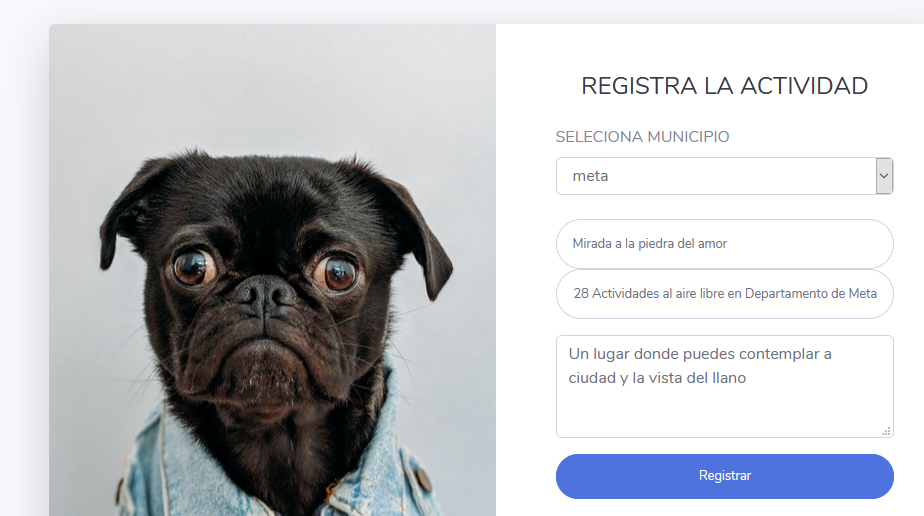 REGISTRA LA ACTIVIDAD
SELECIONA MUNICIPIO
meta
Mirada a la piedra del amor
28 Actividades al aire libre en Departamento de Meta
Un lugar donde puedes contemplar a
ciudad y la vista del llano
Registrar